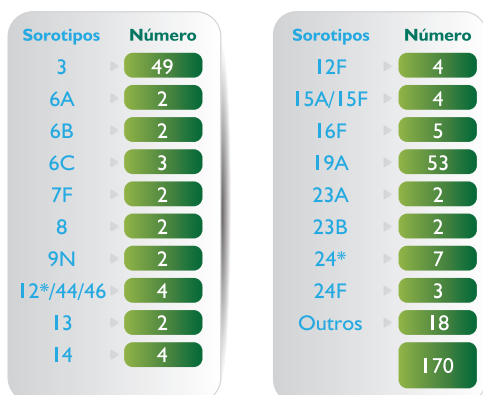 Sorotipos Número
3 49
6A 2
6B 2
6C 3
7F 2
8 2
9N 2
12*/44/46 4
13 2
14 4
Sorotipos Número
12F 4
15A/15F 4
16F 5
19A 53
23A 2
23B 2
24* 7
24F 3
Outros 18
170